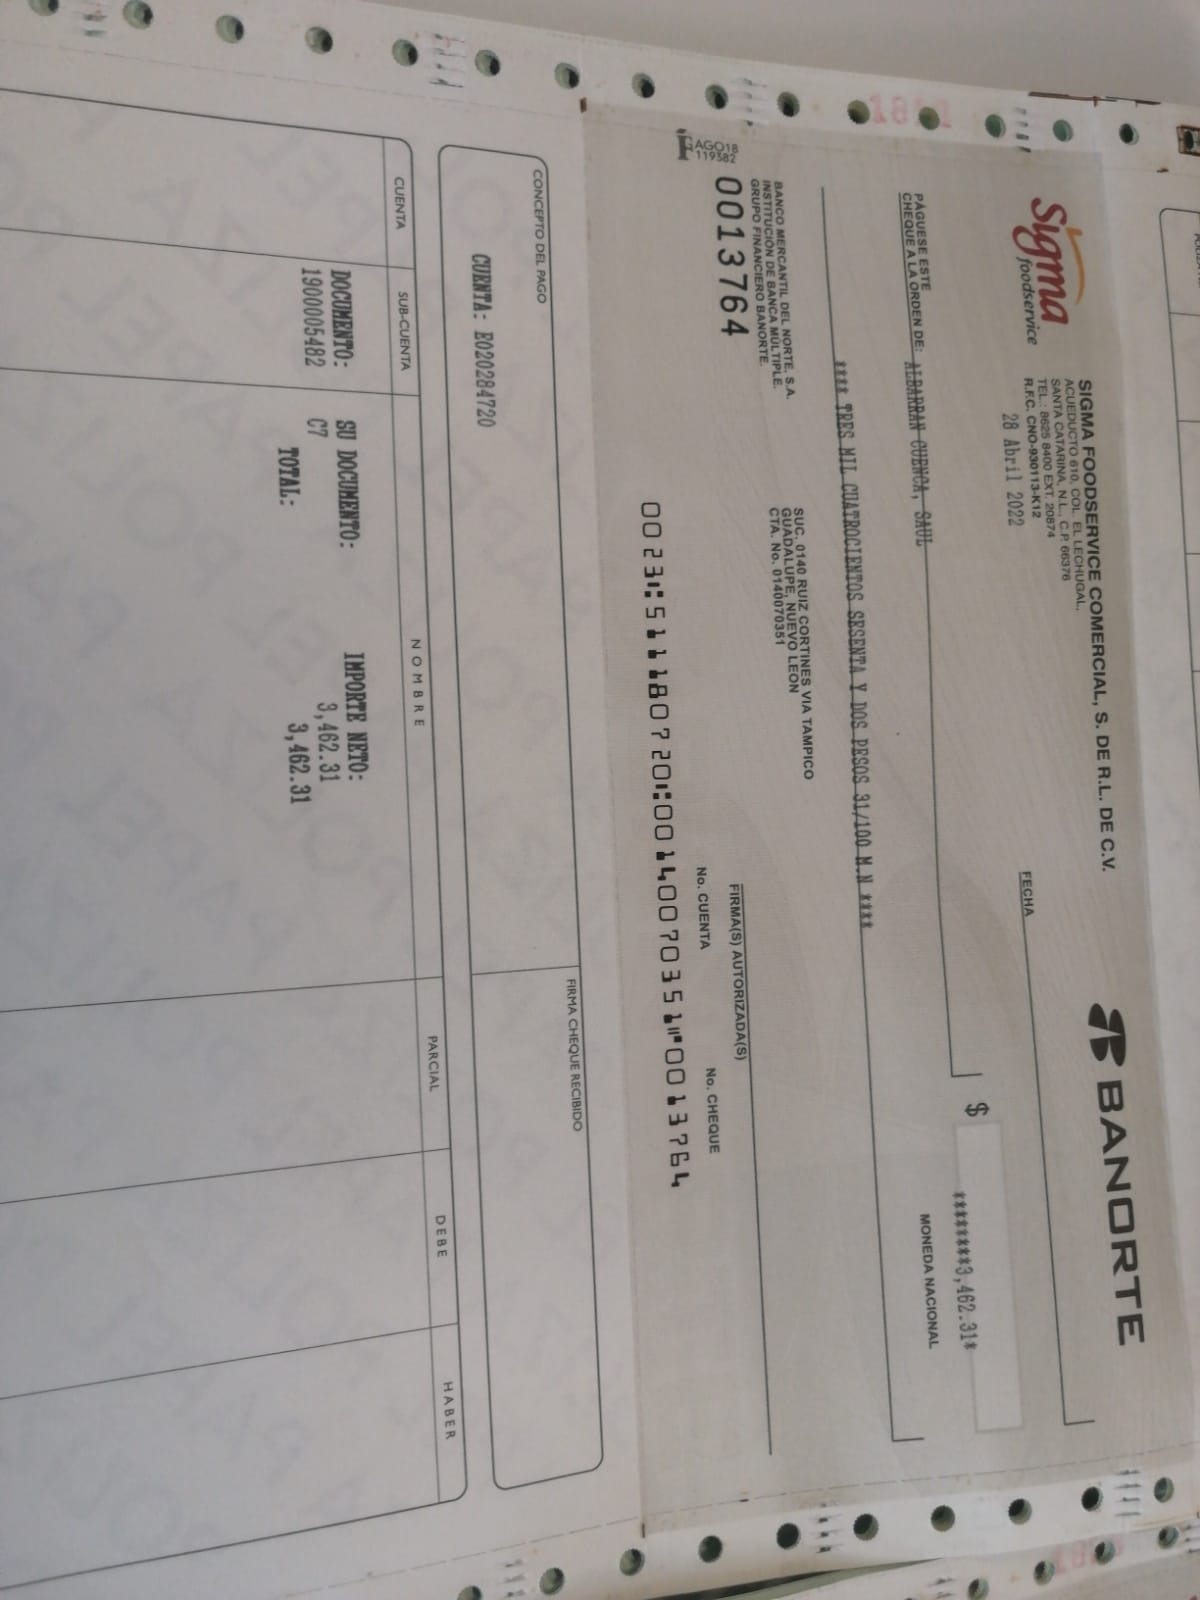 Sigma
foodservice
SIGMA FOODSERVICE COMERCIAL, S. DE R.L. DE C.V.
ACUEDUCTO 610, COL. EL LECHUGAL,
SANTA CATARINA, N.L., C.P. 66376
TEL.: 8625 8400 EXT. 20874
R.F.C. CNO-930113-K12
28 Abril 2022
BANORTE
FECHA
$ ********3,462.31*
MONEDA NACIONAL
PÁGUESE ESTE
CHEQUE A LA ORDEN DE: ALBARRAN CUENCA, SAUL
**** TRES MIL CUATROCIENTOS SESENTA Y DOS PESOS 31/100 M.N ****
BANCO MERCANTIL DEL NORTE, S.A.
INSTITUCIÓN DE BANCA MÚLTIPLE.
GRUPO FINANCIERO BANORTE.
SUC. 0140 RUIZ CORTINES VIA TAMPICO
GUADALUPE, NUEVO LEON
CTA. No. 0140070351
0013764
AGO18
119382
FIRMA(S) AUTORIZADA(S)
No. CUENTA No. CHEQUE
0023⑆511180720⑆00140070351⑈0013764
CONCEPTO DEL PAGO
FIRMA CHEQUE RECIBIDO
CUENTA: E020284720
CUENTA SUB-CUENTA NOMBRE PARCIAL DEBE HABER
DOCUMENTO: SU DOCUMENTO: IMPORTE NETO:
1900005482 C7 3,462.31
TOTAL: 3,462.31